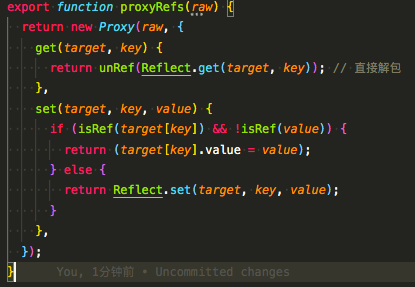 export function proxyRefs(raw) {
  return new Proxy(raw, {
    get(target, key) {
      return unRef(Reflect.get(target, key)); // 直接解包
    },
    set(target, key, value) {
      if (isRef(target[key]) && !isRef(value)) {
        return (target[key].value = value);
      } else {
        return Reflect.set(target, key, value);
      }
    },
  });
} You, 1分钟前 • Uncommitted changes